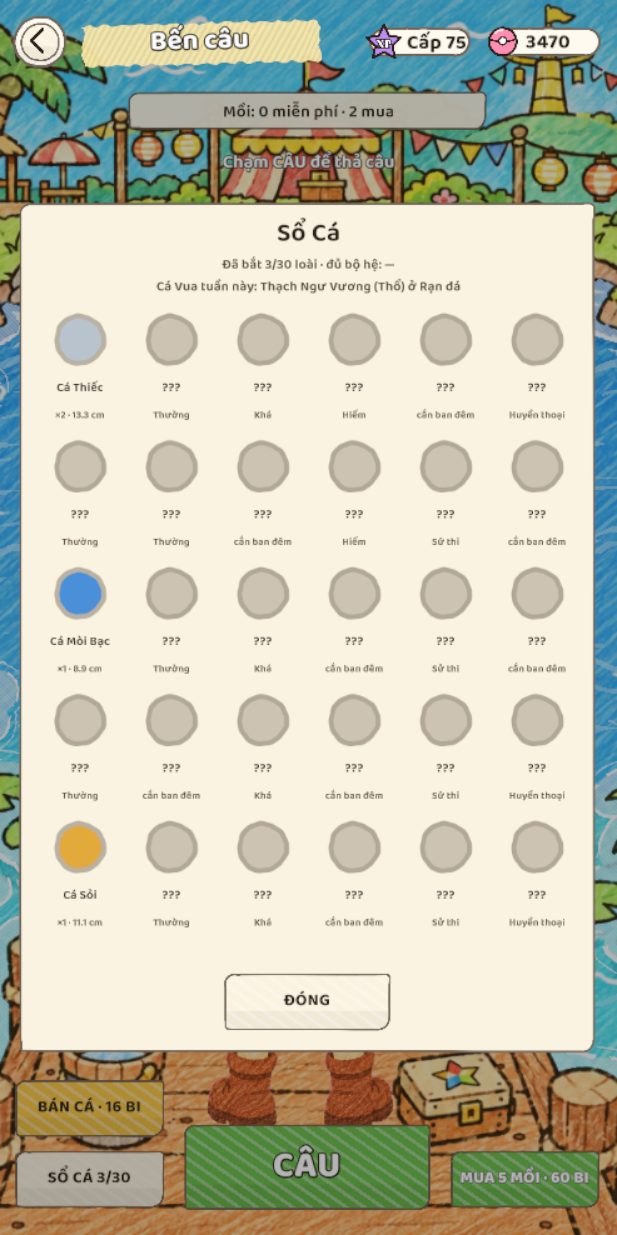 Bến câu
XP Cấp 75
3470
Mồi: 0 miễn phí · 2 mua
Chạm CÂU để thả câu
Sổ Cá
Đã bắt 3/30 loài · đủ bộ hệ: —
Cá Vua tuần này: Thạch Ngư Vương (Thổ) ở Rạn đá
Cá Thiếc ??? ??? ??? ??? ???
×2 · 13.3 cm Thường Khá Hiếm cần ban đêm Huyền thoại
??? ??? ??? ??? ??? ???
Thường Thường cần ban đêm Hiếm Sử thi cần ban đêm
Cá Mòi Bạc ??? ??? ??? ??? ???
×1 · 8.9 cm Thường Khá cần ban đêm Sử thi cần ban đêm
??? ??? ??? ??? ??? ???
Thường cần ban đêm Khá cần ban đêm Sử thi Huyền thoại
Cá Sỏi ??? ??? ??? ??? ???
×1 · 11.1 cm Thường Khá cần ban đêm Sử thi Huyền thoại
ĐÓNG
BÁN CÁ · 16 BI
CÂU
SỔ CÁ 3/30
MUA 5 MỒI · 60 BI